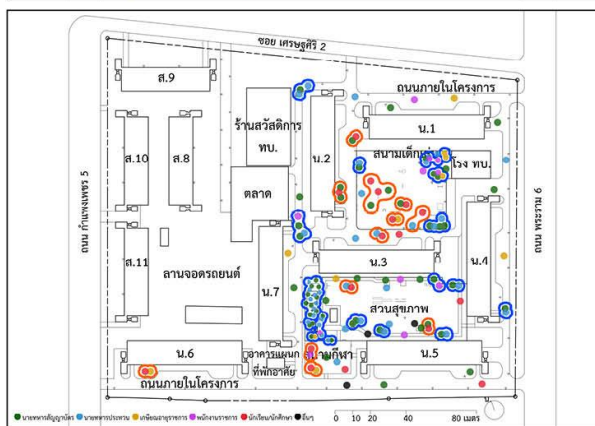 ซอย เศรษฐศิริ 2
ส.9
ถนนภายในโครงการ
ร้านสวัสดิการ
ทบ.
น.1
ส.10
ส.8
น.2
สนามเด็กเล่น
โรง ทบ.
ถนน กำแพงเพชร 5
ตลาด
ถนน พระราม 6
น.3
น.4
ส.11
ลานจอดรถยนต์
น.7
สวนสุขภาพ
น.6
อาคารแผนก
ที่พักอาศัย
สนามกีฬา
น.5
ถนนภายในโครงการ
นายทหารสัญญาบัตร นายทหารประทวน เกษียณอายุราชการ พนักงานราชการ นักเรียน/นักศึกษา อื่นๆ
0 10 20 40 80 เมตร